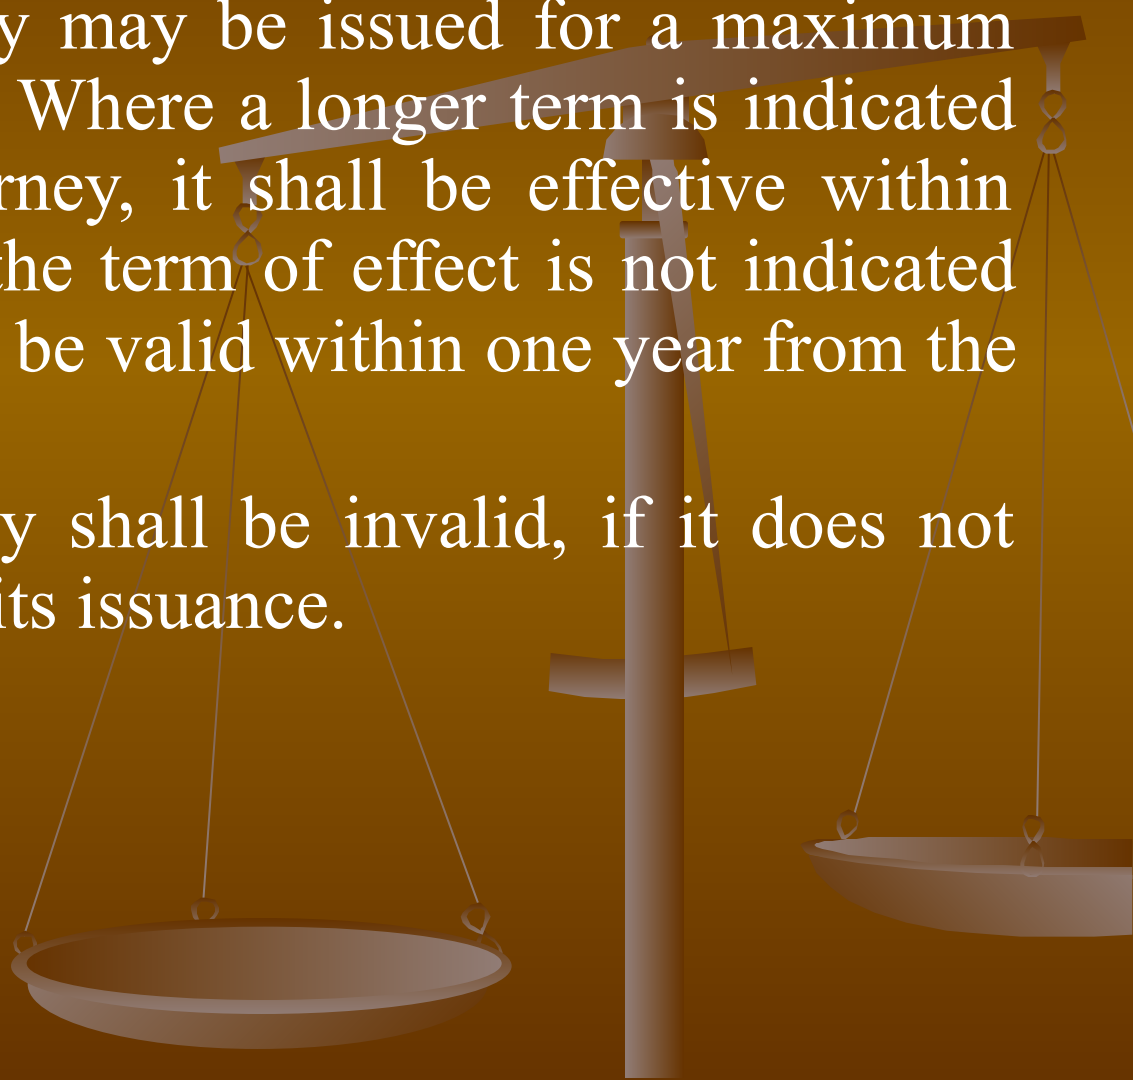 y may be issued for a maximum
Where a longer term is indicated
rney, it shall be effective within
the term of effect is not indicated
be valid within one year from the
y shall be invalid, if it does not
its issuance.